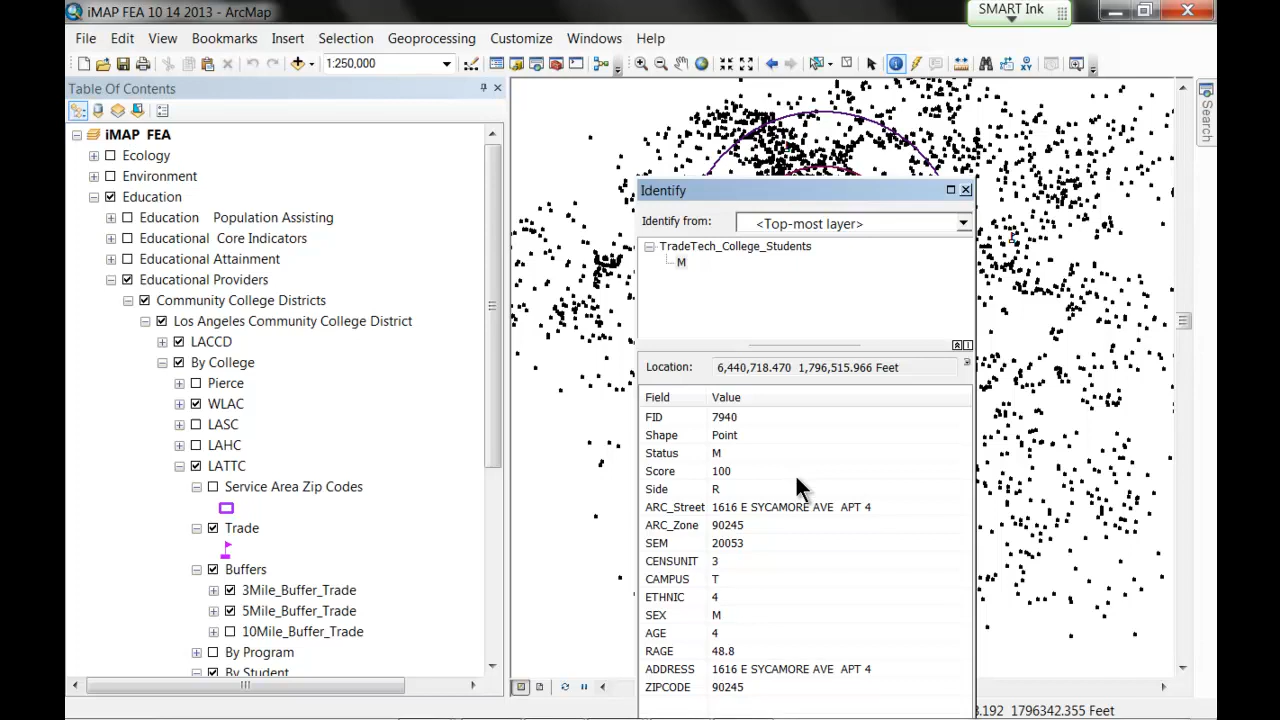 iMAP FEA 10 14 2013 - ArcMap
SMART Ink
File Edit View Bookmarks Insert Selection Geoprocessing Customize Windows Help
1:250,000
Table Of Contents
Search
iMAP FEA
Ecology
Environment
Education
Education Population Assisting
Educational Core Indicators
Educational Attainment
Educational Providers
Community College Districts
Los Angeles Community College District
LACCD
By College
Pierce
WLAC
LASC
LAHC
LATTC
Service Area Zip Codes
Trade
Buffers
3Mile_Buffer_Trade
5Mile_Buffer_Trade
10Mile_Buffer_Trade
By Program
By Student
Identify
Identify from: <Top-most layer>
TradeTech_College_Students
M
Location: 6,440,718.470 1,796,515.966 Feet
Field Value
FID 7940
Shape Point
Status M
Score 100
Side R
ARC_Street 1616 E SYCAMORE AVE APT 4
ARC_Zone 90245
SEM 20053
CENSUNIT 3
CAMPUS T
ETHNIC 4
SEX M
AGE 4
RAGE 48.8
ADDRESS 1616 E SYCAMORE AVE APT 4
ZIPCODE 90245
.192 1796342.355 Feet